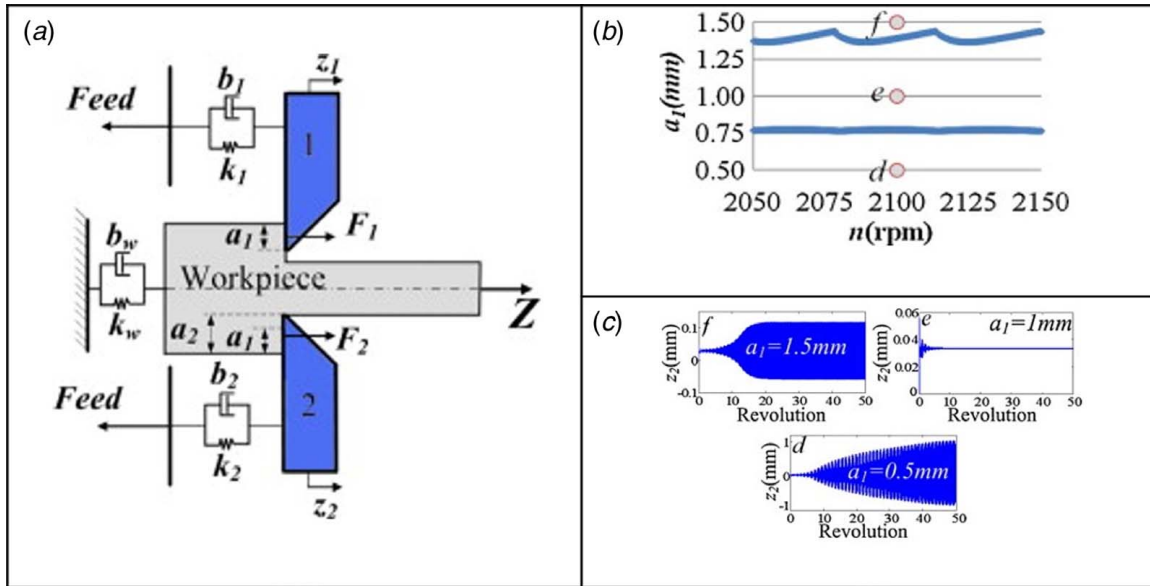 (a)
z1
b1
Feed
k1
1
a1
F1
bw
Workpiece
kw
Z
a2
a1
F2
b2
Feed
k2
2
z2
(b)
1.50
f
1.25
1.00
e
0.75
0.50
d
a1(mm)
2050 2075 2100 2125 2150
n(rpm)
(c)
0.1
f
a1=1.5mm
0
-0.1
z2(mm)
0 10 20 30 40 50
Revolution
0.06
e
a1=1mm
0.04
0.02
0
z2(mm)
0 10 20 30 40 50
Revolution
1
d
0
a1=0.5mm
-1
z2(mm)
0 10 20 30 40 50
Revolution